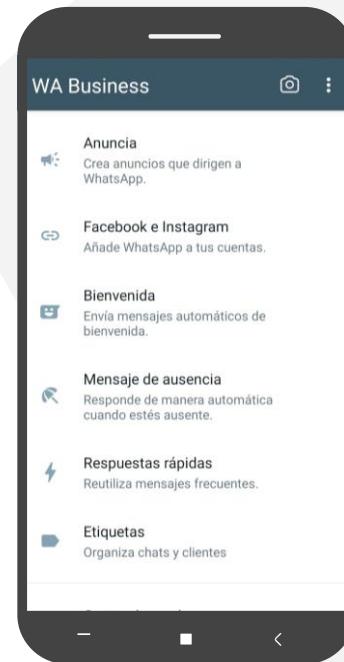 WA Business
Anuncia
Crea anuncios que dirigen a
WhatsApp.
Facebook e Instagram
Añade WhatsApp a tus cuentas.
Bienvenida
Envía mensajes automáticos de
bienvenida.
Mensaje de ausencia
Responde de manera automática
cuando estés ausente.
Respuestas rápidas
Reutiliza mensajes frecuentes.
Etiquetas
Organiza chats y clientes